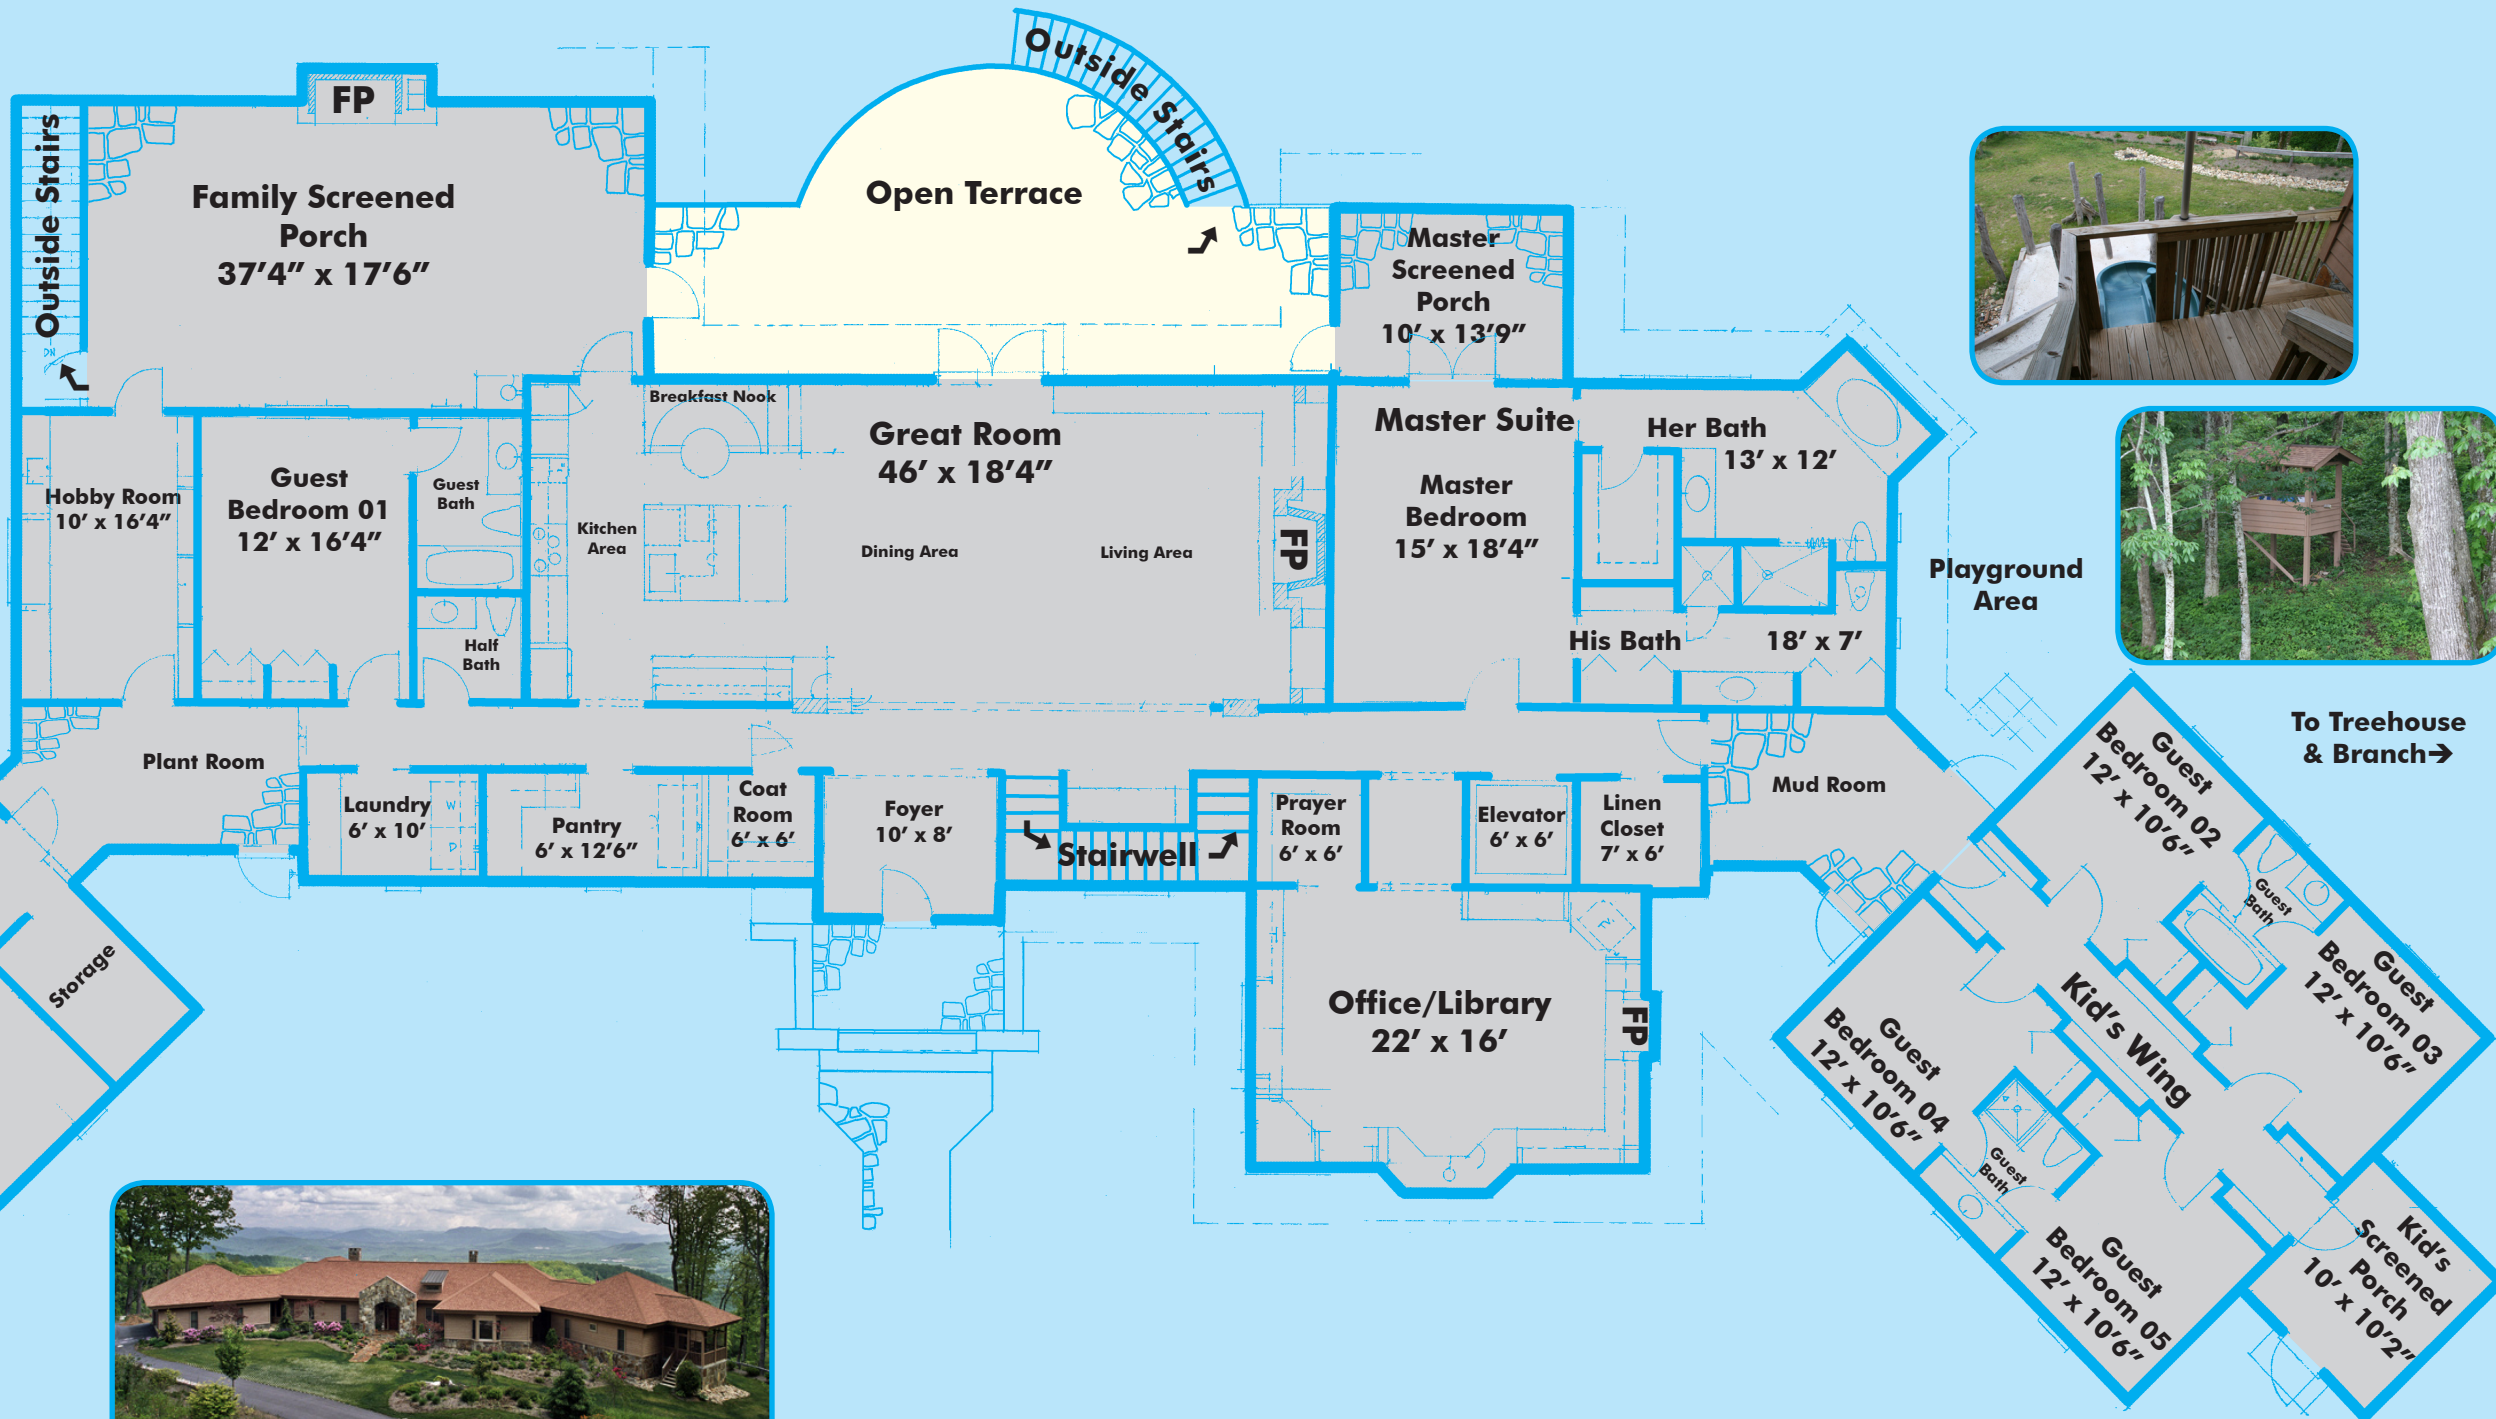 Outside Stairs
FP
Outside Stairs
DN
Family Screened
Porch
37’4” x 17’6”
Open Terrace
Master
Screened
Porch
10’ x 13’9”
Breakfast Nook
Great Room
46’ x 18’4”
Kitchen
Area
Dining Area
Living Area
FP
Master Suite
Master
Bedroom
15’ x 18’4”
Her Bath
13’ x 12’
His Bath
18’ x 7’
Playground
Area
To Treehouse
& Branch➔
Hobby Room
10’ x 16’4”
Guest
Bedroom 01
12’ x 16’4”
Guest
Bath
Half
Bath
Plant Room
Laundry
6’ x 10’
W
D
Pantry
6’ x 12’6”
Coat
Room
6’ x 6’
Foyer
10’ x 8’
Stairwell
Prayer
Room
6’ x 6’
Elevator
6’ x 6’
Linen
Closet
7’ x 6’
Mud Room
Storage
Office/Library
22’ x 16’
FP
Guest
Bedroom 02
12’ x 10’6”
Guest
Bath
Guest
Bedroom 03
12’ x 10’6”
Kid’s Wing
Guest
Bedroom 04
12’ x 10’6”
Guest
Bath
Guest
Bedroom 05
12’ x 10’6”
Kid’s
Screened
Porch
10’ x 10’2”